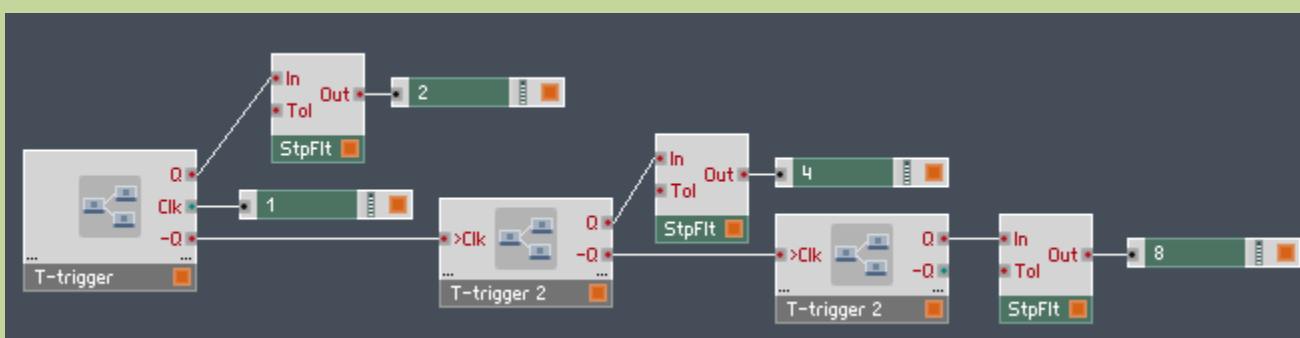 In
Tol
Out
StpFlt
2
Q
Clk
-Q
...
...
T-trigger
1
>Clk
Q
-Q
...
...
T-trigger 2
In
Tol
Out
StpFlt
4
>Clk
Q
-Q
...
...
T-trigger 2
In
Tol
Out
StpFlt
8